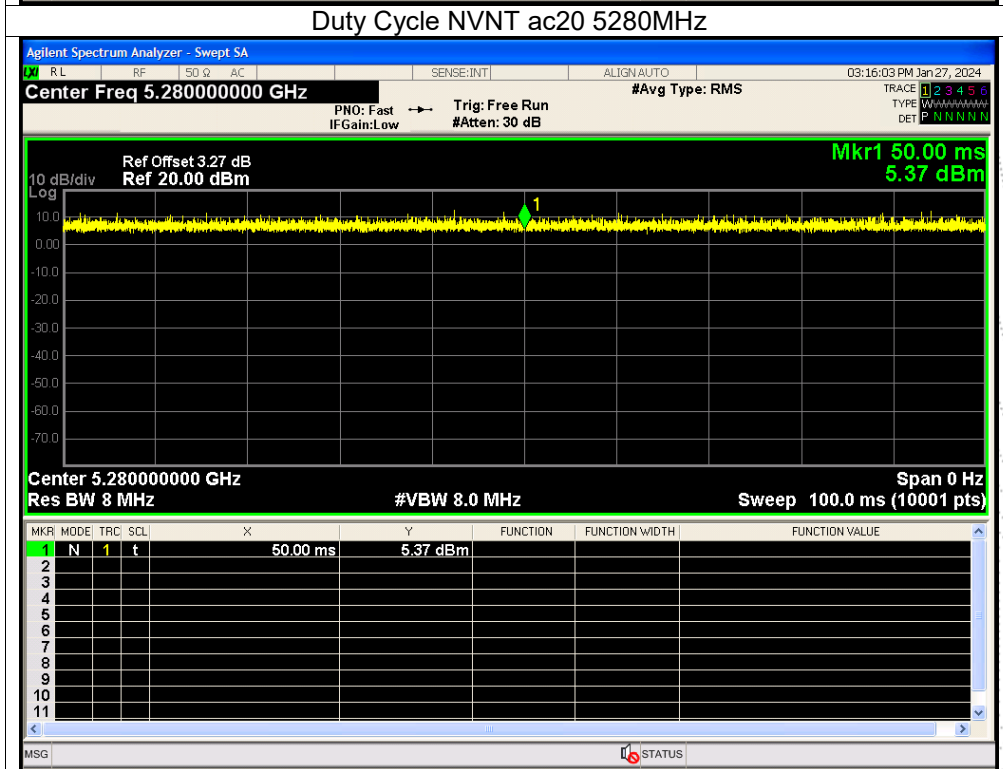 Duty Cycle NVNT ac20 5280MHz
Agilent Spectrum Analyzer - Swept SA
LXI RL RF 50 Ω AC SENSE:INT ALIGN AUTO 03:16:03 PM Jan 27, 2024
Center Freq 5.280000000 GHz #Avg Type: RMS TRACE 1 2 3 4 5 6
PNO: Fast Trig: Free Run TYPE WWWWWW
IFGain:Low #Atten: 30 dB DET P N N N N N
Mkr1 50.00 ms
Ref Offset 3.27 dB
10 dB/div Ref 20.00 dBm 5.37 dBm
Log
1
10.0
0.00
-10.0
-20.0
-30.0
-40.0
-50.0
-60.0
-70.0
Center 5.280000000 GHz Span 0 Hz
Res BW 8 MHz #VBW 8.0 MHz Sweep 100.0 ms (10001 pts)
MKR MODE TRC SCL X Y FUNCTION FUNCTION WIDTH FUNCTION VALUE
1 N 1 t 50.00 ms 5.37 dBm
2
3
4
5
6
7
8
9
10
11
MSG STATUS